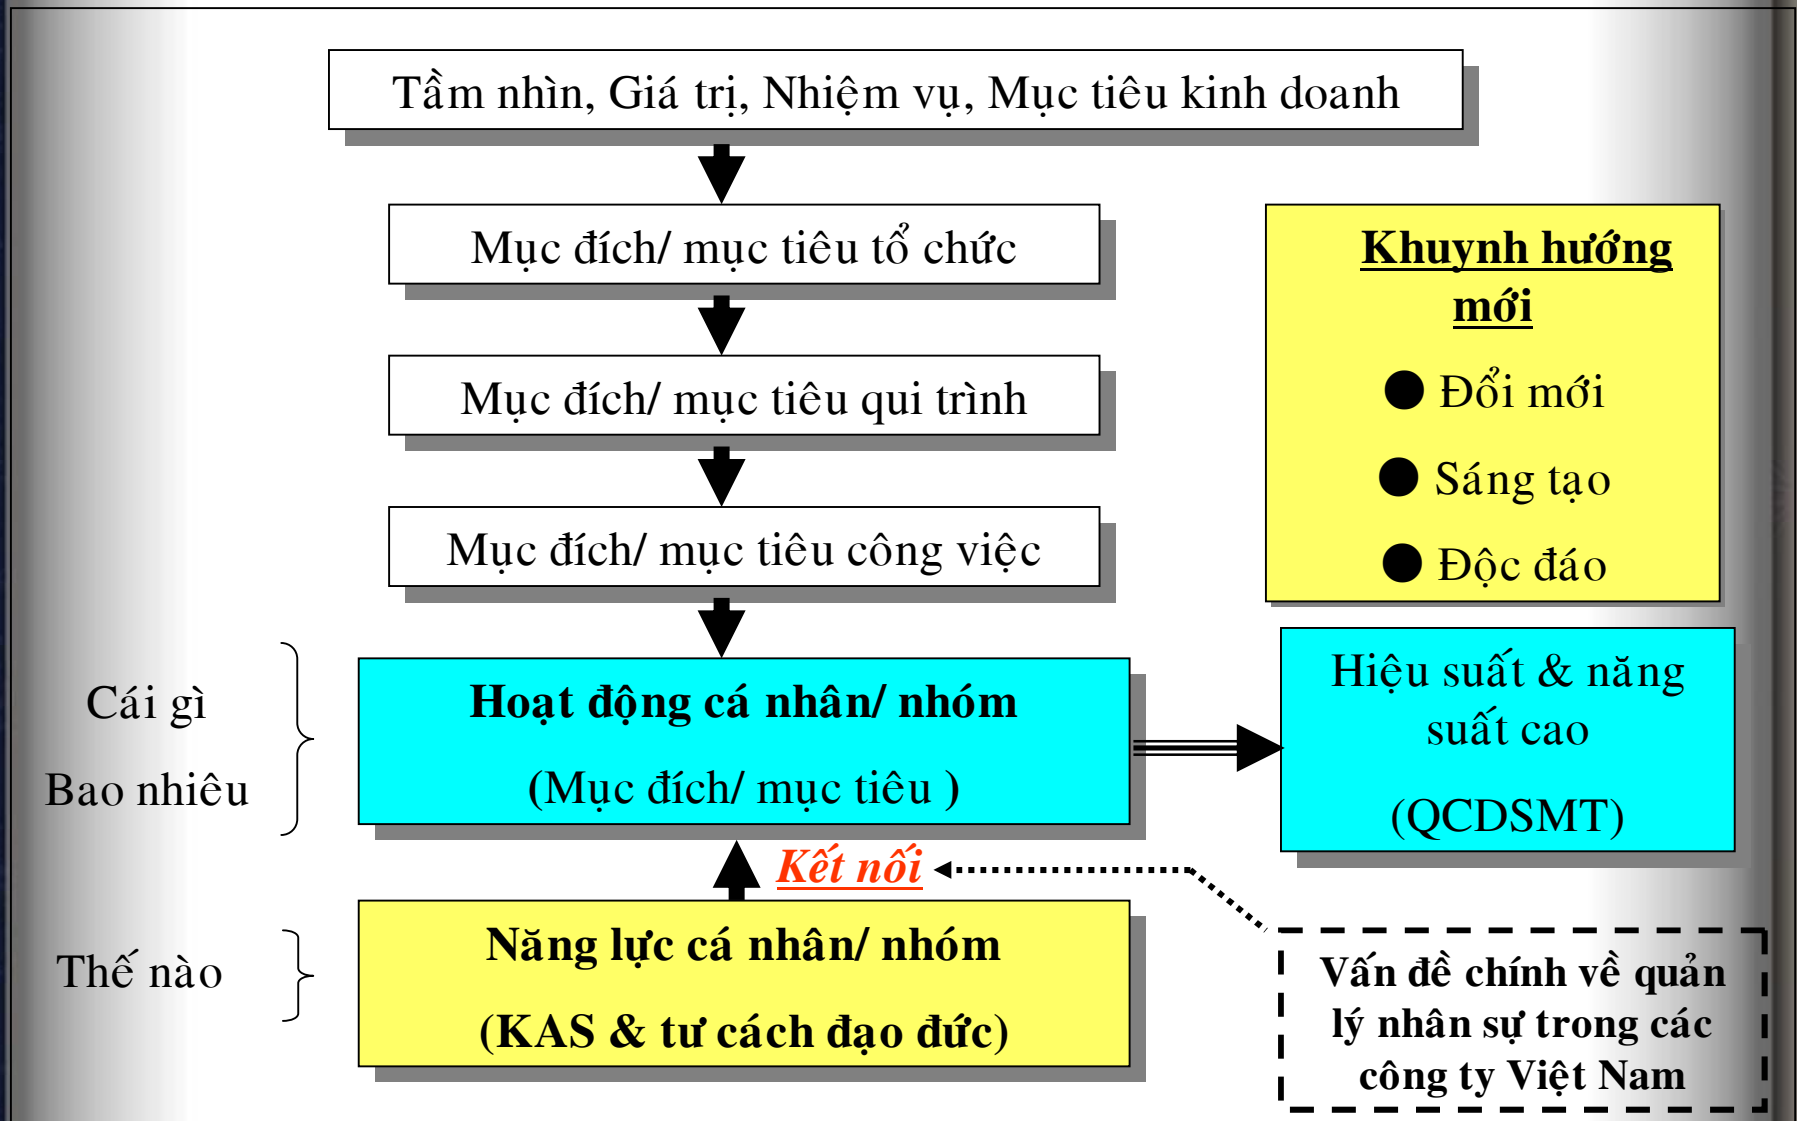 Tầm nhìn, Giá trị, Nhiệm vụ, Mục tiêu kinh doanh
Mục đích/ mục tiêu tổ chức
Mục đích/ mục tiêu qui trình
Mục đích/ mục tiêu công việc
Khuynh hướng
mới
● Đổi mới
● Sáng tạo
● Độc đáo
Cái gì
Bao nhiêu
Hoạt động cá nhân/ nhóm
(Mục đích/ mục tiêu )
Hiệu suất & năng
suất cao
(QCDSMT)
Kết nối
Thế nào
Năng lực cá nhân/ nhóm
(KAS & tư cách đạo đức)
Vấn đề chính về quản
lý nhân sự trong các
công ty Việt Nam